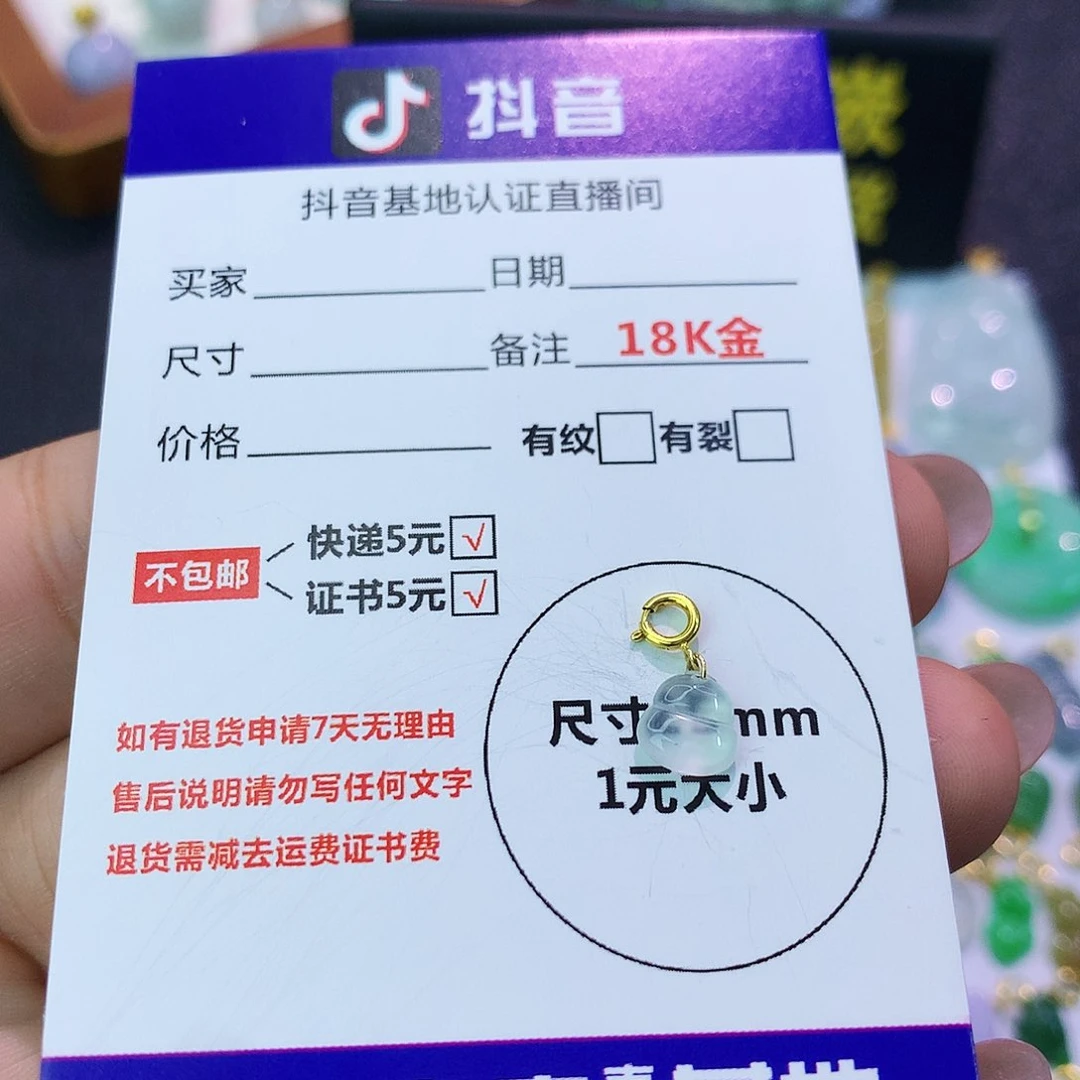 抖音
抖音基地认证直播间
买家 日期
尺寸 备注 18K金
价格 有纹 有裂
不包邮
快递5元 √
证书5元 √
如有退货申请7天无理由
售后说明请勿写任何文字
退货需减去运费证书费
尺寸 mm
1元大小